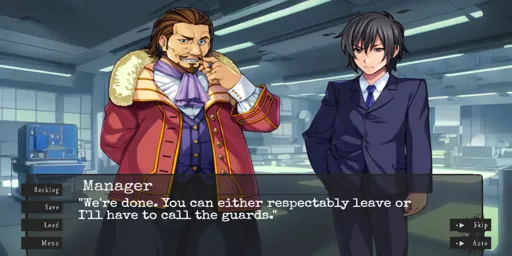 Manager
"We're done. You can either respectably leave or
I'll have to call the guards."
Backlog
Save
Load
Menu
Skip
Auto